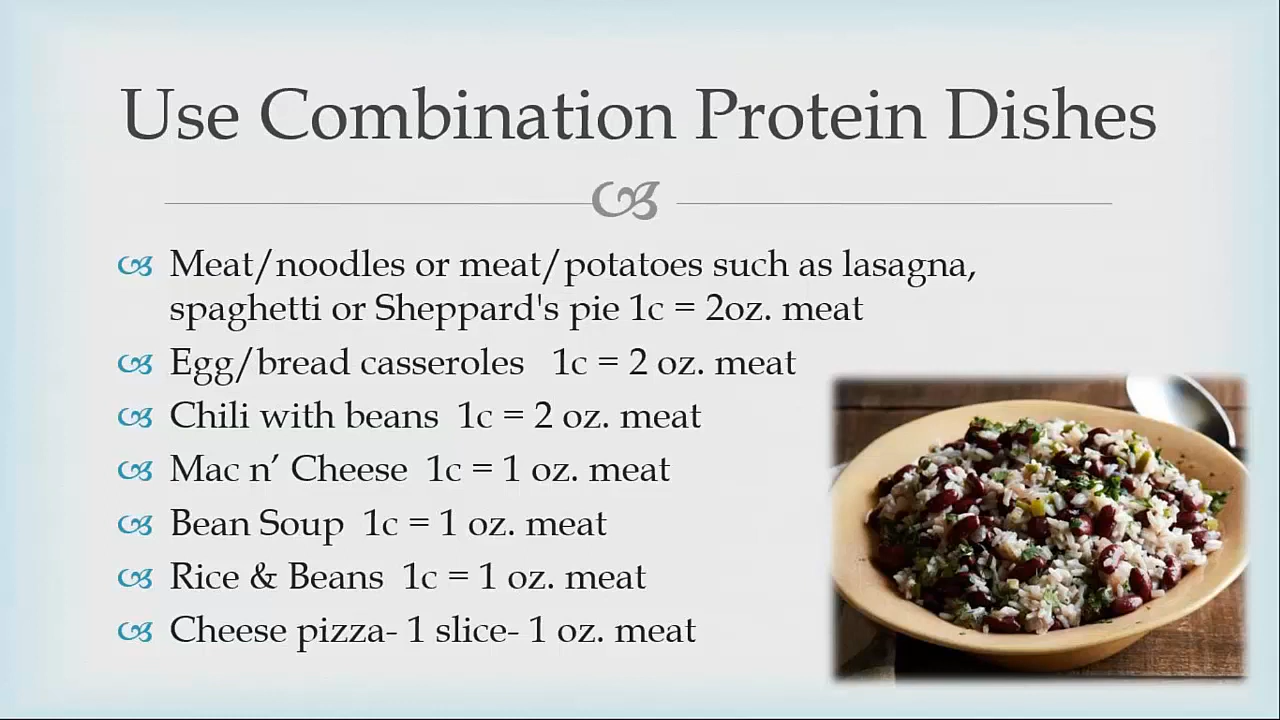 Use Combination Protein Dishes
Meat/noodles or meat/potatoes such as lasagna,
spaghetti or Sheppard's pie 1c = 2oz. meat
Egg/bread casseroles 1c = 2 oz. meat
Chili with beans 1c = 2 oz. meat
Mac n’ Cheese 1c = 1 oz. meat
Bean Soup 1c = 1 oz. meat
Rice & Beans 1c = 1 oz. meat
Cheese pizza- 1 slice- 1 oz. meat